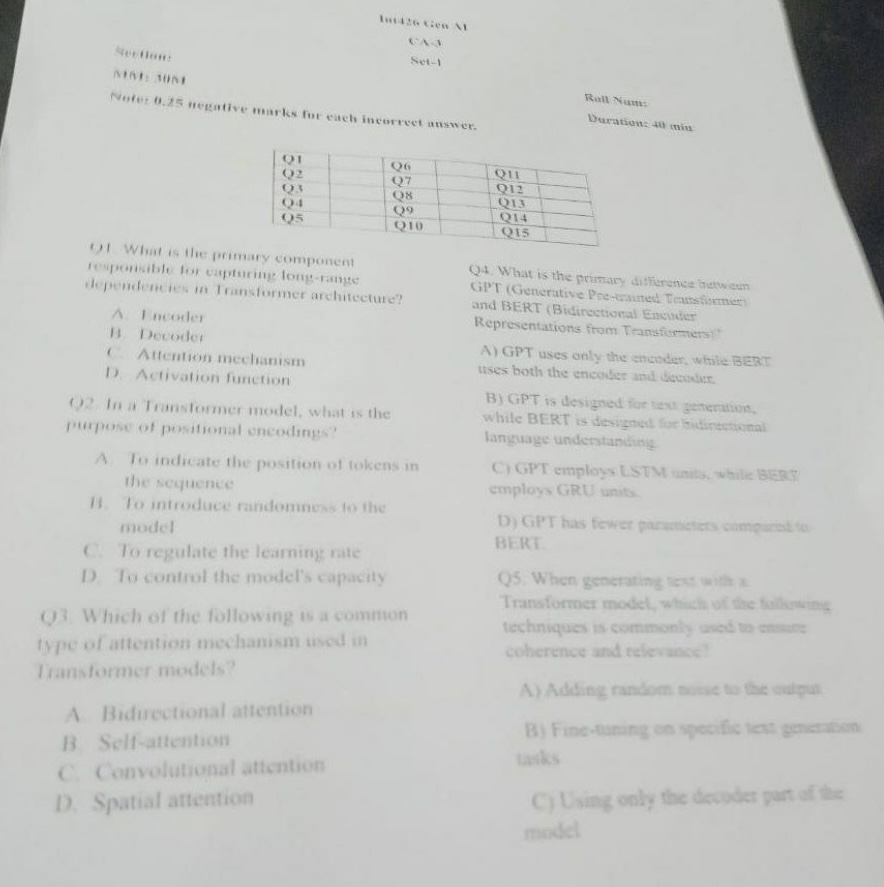 Int426 Gen AI
CA-3
Set-1
Section:
MM: 30M
Roll Num:
Note: 0.25 negative marks for each incorrect answer.
Duration: 40 min
Q1 Q6 Q11
Q2 Q7 Q12
Q3 Q8 Q13
Q4 Q9 Q14
Q5 Q10 Q15
Q1. What is the primary component
responsible for capturing long-range
dependencies in Transformer architecture?
A. Encoder
B. Decoder
C. Attention mechanism
D. Activation function
Q2. In a Transformer model, what is the
purpose of positional encodings?
A. To indicate the position of tokens in
the sequence
B. To introduce randomness to the
model
C. To regulate the learning rate
D. To control the model's capacity
Q3. Which of the following is a common
type of attention mechanism used in
Transformer models?
A. Bidirectional attention
B. Self-attention
C. Convolutional attention
D. Spatial attention
Q4. What is the primary difference between
GPT (Generative Pre-trained Transformer)
and BERT (Bidirectional Encoder
Representations from Transformers)?
A) GPT uses only the encoder, while BERT
uses both the encoder and decoder.
B) GPT is designed for text generation,
while BERT is designed for bidirectional
language understanding.
C) GPT employs LSTM units, while BERT
employs GRU units.
D) GPT has fewer parameters compared to
BERT.
Q5. When generating text with a
Transformer model, which of the following
techniques is commonly used to ensure
coherence and relevance?
A) Adding random noise to the output
B) Fine-tuning on specific text generation
tasks
C) Using only the decoder part of the
model